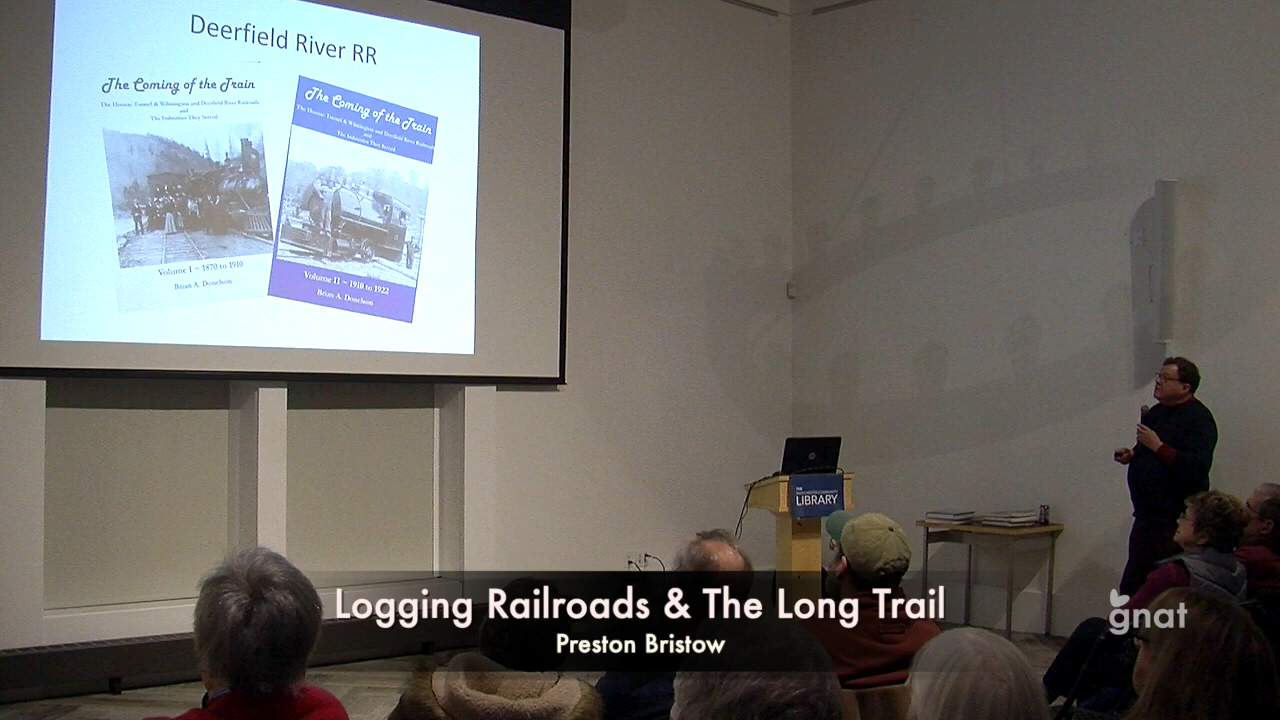 Deerfield River RR
The Coming of the Train
The Hoosac Tunnel & Wilmington and Deerfield River Railroads
and
The Industries They Served
Volume I ~ 1870 to 1910
Brian A. Donelson
The Coming of the Train
The Hoosac Tunnel & Wilmington and Deerfield River Railroads
and
The Industries They Served
Volume II ~ 1910 to 1922
Brian A. Donelson
THE
MANCHESTER COMMUNITY
LIBRARY
Logging Railroads & The Long Trail
Preston Bristow
gnat